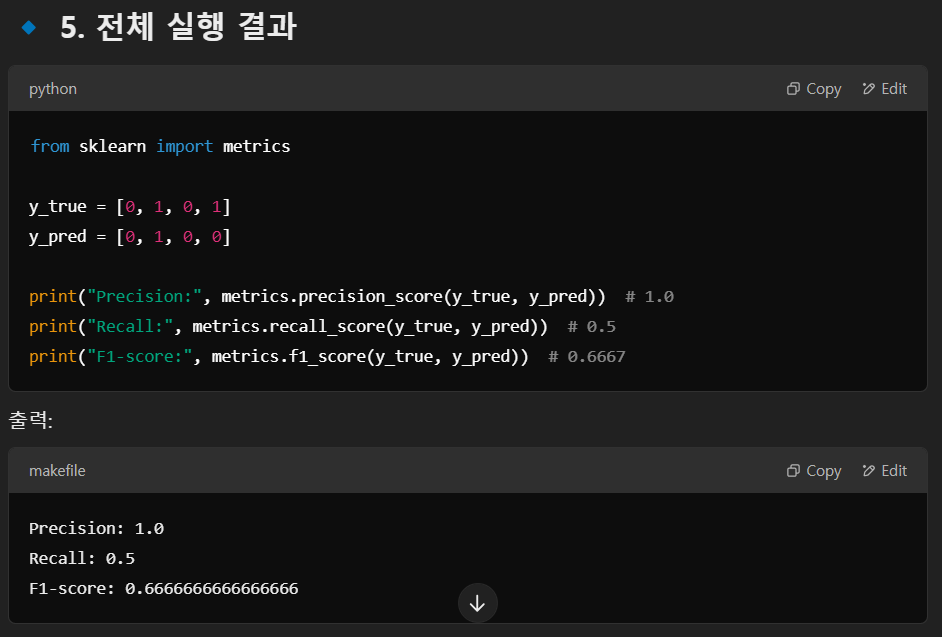 5. 전체 실행 결과
python
Copy
Edit
from sklearn import metrics
y_true = [0, 1, 0, 1]
y_pred = [0, 1, 0, 0]
print("Precision:", metrics.precision_score(y_true, y_pred))  # 1.0
print("Recall:", metrics.recall_score(y_true, y_pred))  # 0.5
print("F1-score:", metrics.f1_score(y_true, y_pred))  # 0.6667
출력:
makefile
Copy
Edit
Precision: 1.0
Recall: 0.5
F1-score: 0.6666666666666666